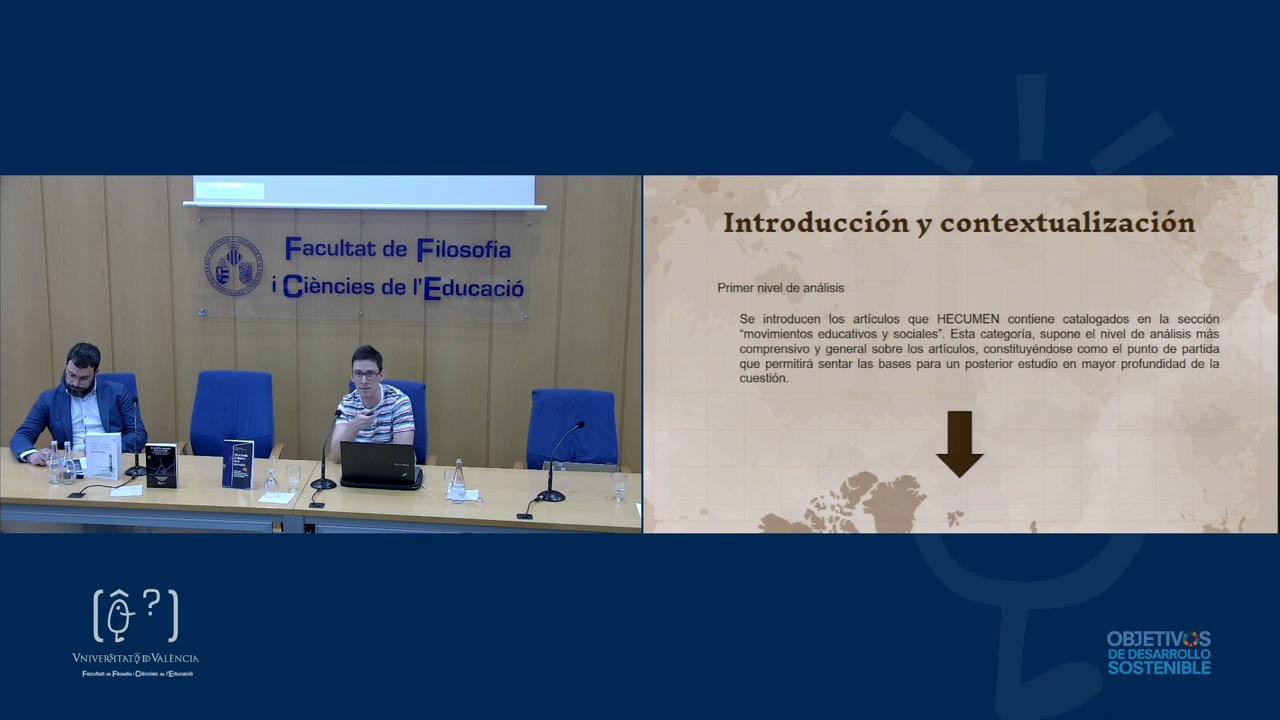 Facultat de Filosofia
i Ciències de l'Educació
Introducción y contextualización
Primer nivel de análisis
Se introducen los artículos que HECUMEN contiene catalogados en la sección
“movimientos educativos y sociales”. Esta categoría, supone el nivel de análisis más
comprensivo y general sobre los artículos, constituyéndose como el punto de partida
que permitirá sentar las bases para un posterior estudio en mayor profundidad de la
cuestión.
[Ô ?]
VNIVERSITATĞDVALÈNCIA
Facultat de Filosofia i Ciències de l'Educació
OBJETIVOS
DE DESARROLLO
SOSTENIBLE